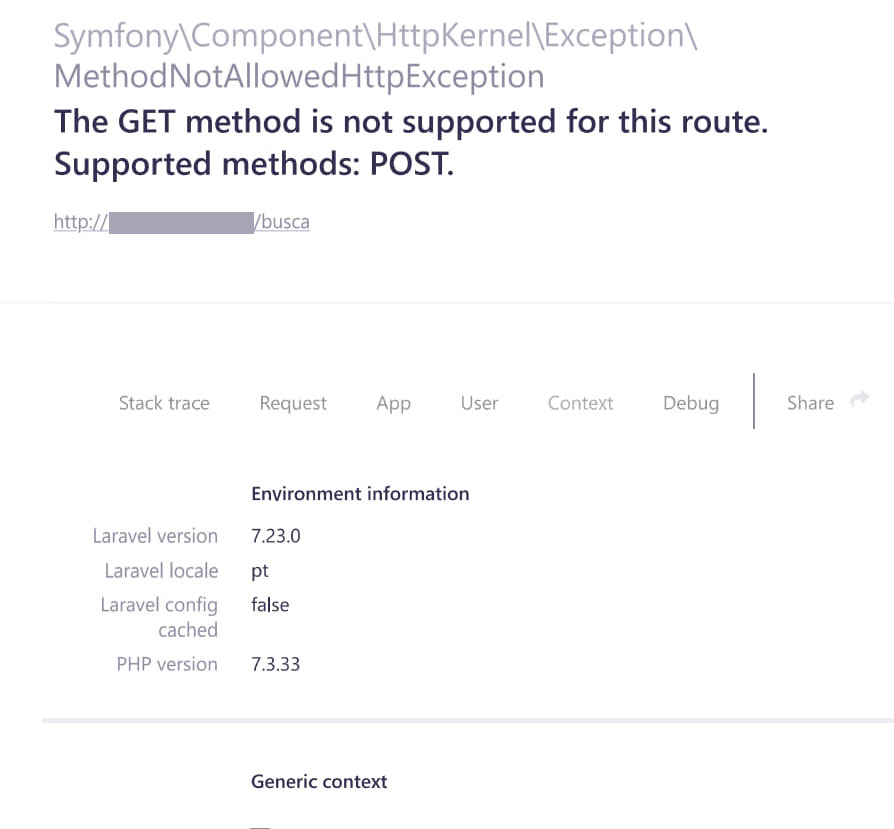 Symfony\Component\HttpKernel\Exception\
MethodNotAllowedHttpException
The GET method is not supported for this route.
Supported methods: POST.
http:// /busca
Stack trace Request App User Context Debug Share
Environment information
Laravel version 7.23.0
Laravel locale pt
Laravel config false
cached
PHP version 7.3.33
Generic context